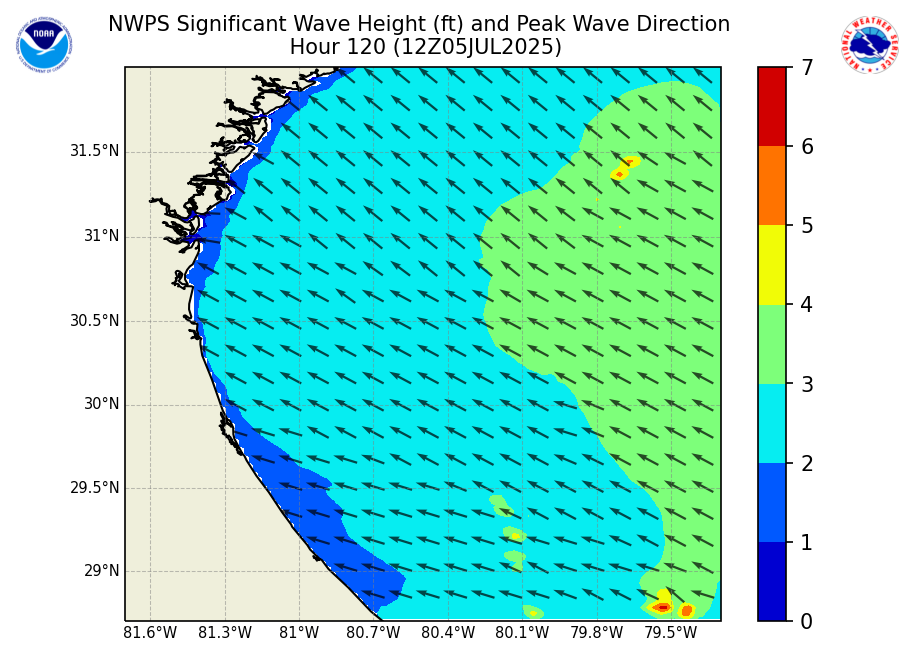 NWPS Significant Wave Height (ft) and Peak Wave Direction
Hour 120 (12Z05JUL2025)
NOAA
NATIONAL WEATHER SERVICE
31.5°N
31°N
30.5°N
30°N
29.5°N
29°N
81.6°W 81.3°W 81°W 80.7°W 80.4°W 80.1°W 79.8°W 79.5°W
7
6
5
4
3
2
1
0